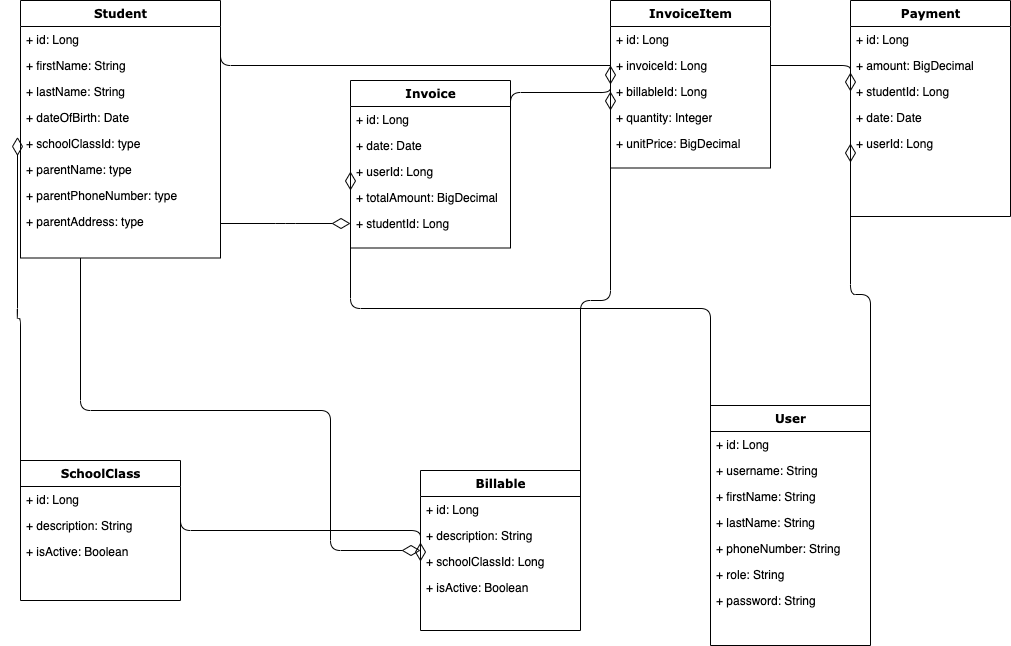 Student
+ id: Long
+ firstName: String
+ lastName: String
+ dateOfBirth: Date
+ schoolClassId: type
+ parentName: type
+ parentPhoneNumber: type
+ parentAddress: type
Invoice
+ id: Long
+ date: Date
+ userId: Long
+ totalAmount: BigDecimal
+ studentId: Long
InvoiceItem
+ id: Long
+ invoiceId: Long
+ billableId: Long
+ quantity: Integer
+ unitPrice: BigDecimal
Payment
+ id: Long
+ amount: BigDecimal
+ studentId: Long
+ date: Date
+ userId: Long
SchoolClass
+ id: Long
+ description: String
+ isActive: Boolean
Billable
+ id: Long
+ description: String
+ schoolClassId: Long
+ isActive: Boolean
User
+ id: Long
+ username: String
+ firstName: String
+ lastName: String
+ phoneNumber: String
+ role: String
+ password: String